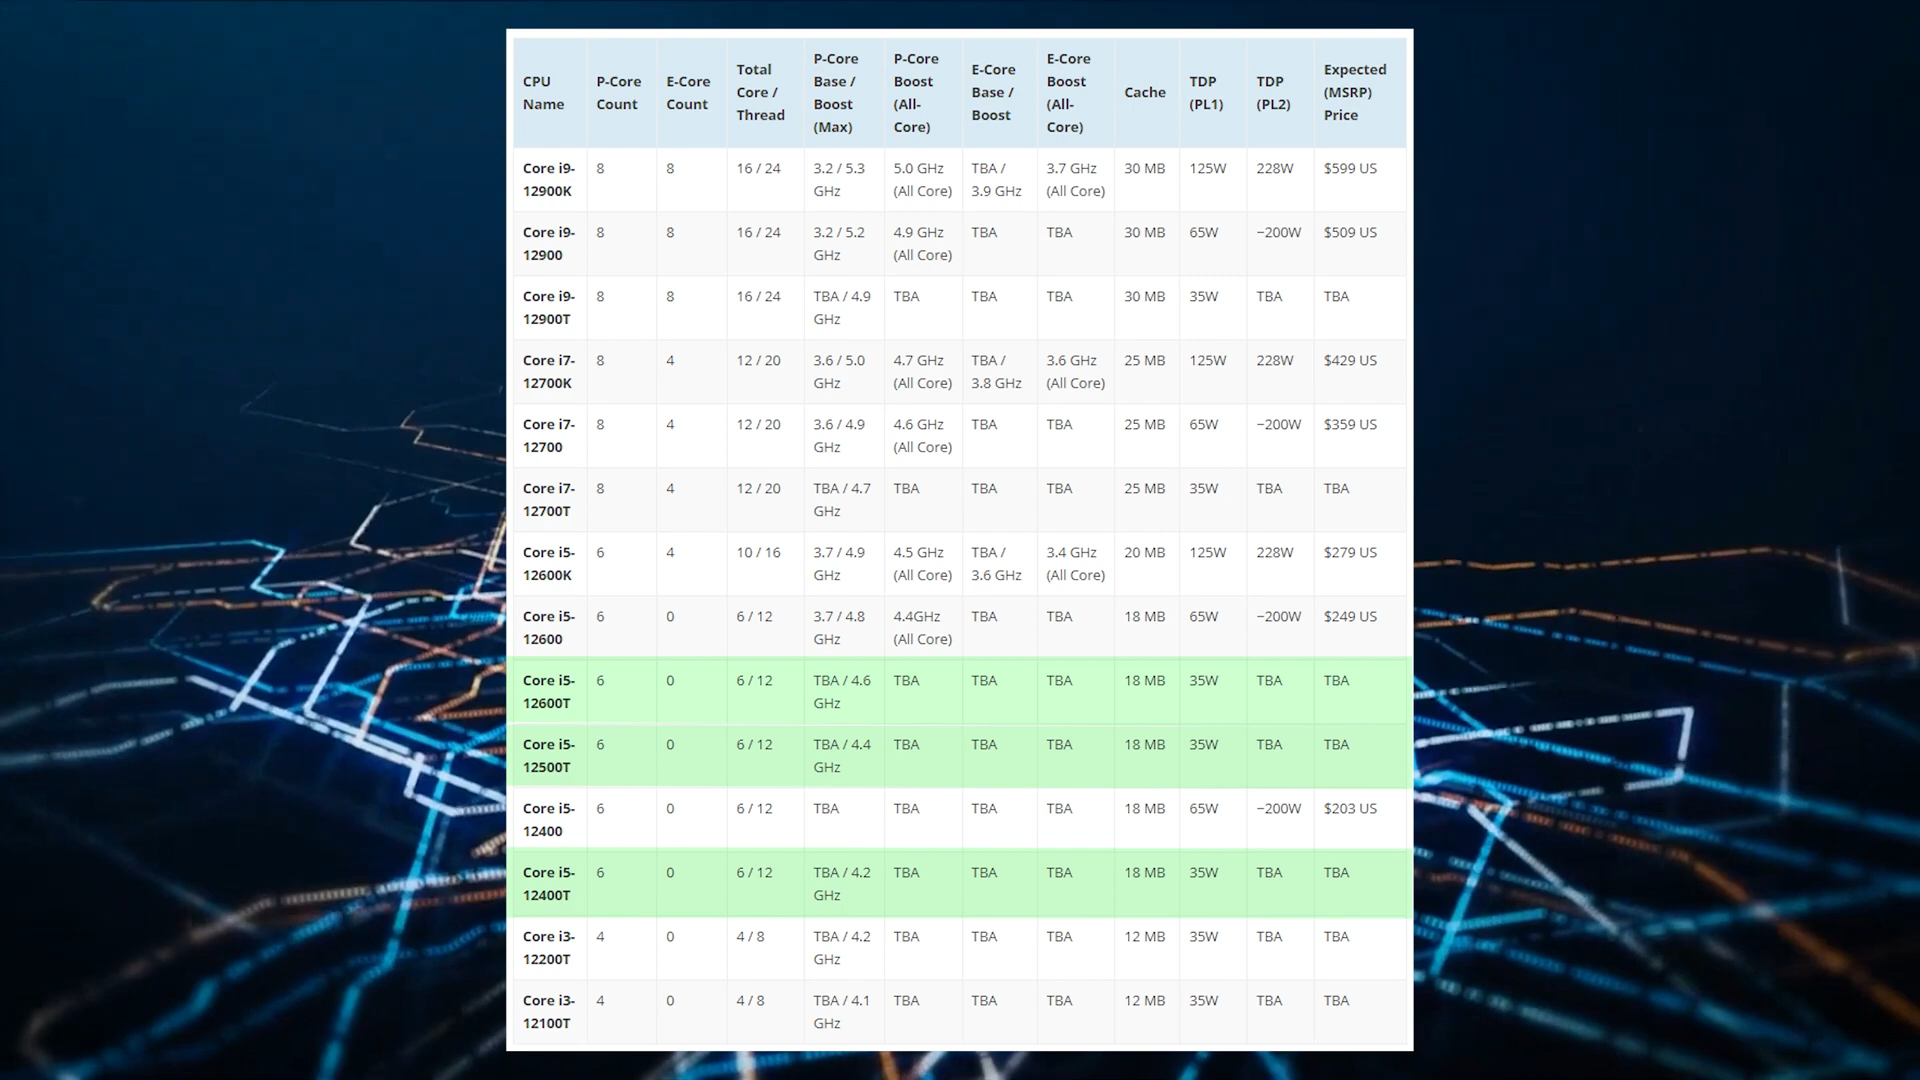 CPU Name P-Core Count E-Core Count Total Core / Thread P-Core Base / Boost (Max) P-Core Boost (All-Core) E-Core Base / Boost E-Core Boost (All-Core) Cache TDP (PL1) TDP (PL2) Expected (MSRP) Price
Core i9-12900K 8 8 16 / 24 3.2 / 5.3 GHz 5.0 GHz (All Core) TBA / 3.9 GHz 3.7 GHz (All Core) 30 MB 125W 228W $599 US
Core i9-12900 8 8 16 / 24 3.2 / 5.2 GHz 4.9 GHz (All Core) TBA TBA 30 MB 65W ~200W $509 US
Core i9-12900T 8 8 16 / 24 TBA / 4.9 GHz TBA TBA TBA 30 MB 35W TBA TBA
Core i7-12700K 8 4 12 / 20 3.6 / 5.0 GHz 4.7 GHz (All Core) TBA / 3.8 GHz 3.6 GHz (All Core) 25 MB 125W 228W $429 US
Core i7-12700 8 4 12 / 20 3.6 / 4.9 GHz 4.6 GHz (All Core) TBA TBA 25 MB 65W ~200W $359 US
Core i7-12700T 8 4 12 / 20 TBA / 4.7 GHz TBA TBA TBA 25 MB 35W TBA TBA
Core i5-12600K 6 4 10 / 16 3.7 / 4.9 GHz 4.5 GHz (All Core) TBA / 3.6 GHz 3.4 GHz (All Core) 20 MB 125W 228W $279 US
Core i5-12600 6 0 6 / 12 3.7 / 4.8 GHz 4.4GHz (All Core) TBA TBA 18 MB 65W ~200W $249 US
Core i5-12600T 6 0 6 / 12 TBA / 4.6 GHz TBA TBA TBA 18 MB 35W TBA TBA
Core i5-12500T 6 0 6 / 12 TBA / 4.4 GHz TBA TBA TBA 18 MB 35W TBA TBA
Core i5-12400 6 0 6 / 12 TBA TBA TBA TBA 18 MB 65W ~200W $203 US
Core i5-12400T 6 0 6 / 12 TBA / 4.2 GHz TBA TBA TBA 18 MB 35W TBA TBA
Core i3-12200T 4 0 4 / 8 TBA / 4.2 GHz TBA TBA TBA 12 MB 35W TBA TBA
Core i3-12100T 4 0 4 / 8 TBA / 4.1 GHz TBA TBA TBA 12 MB 35W TBA TBA